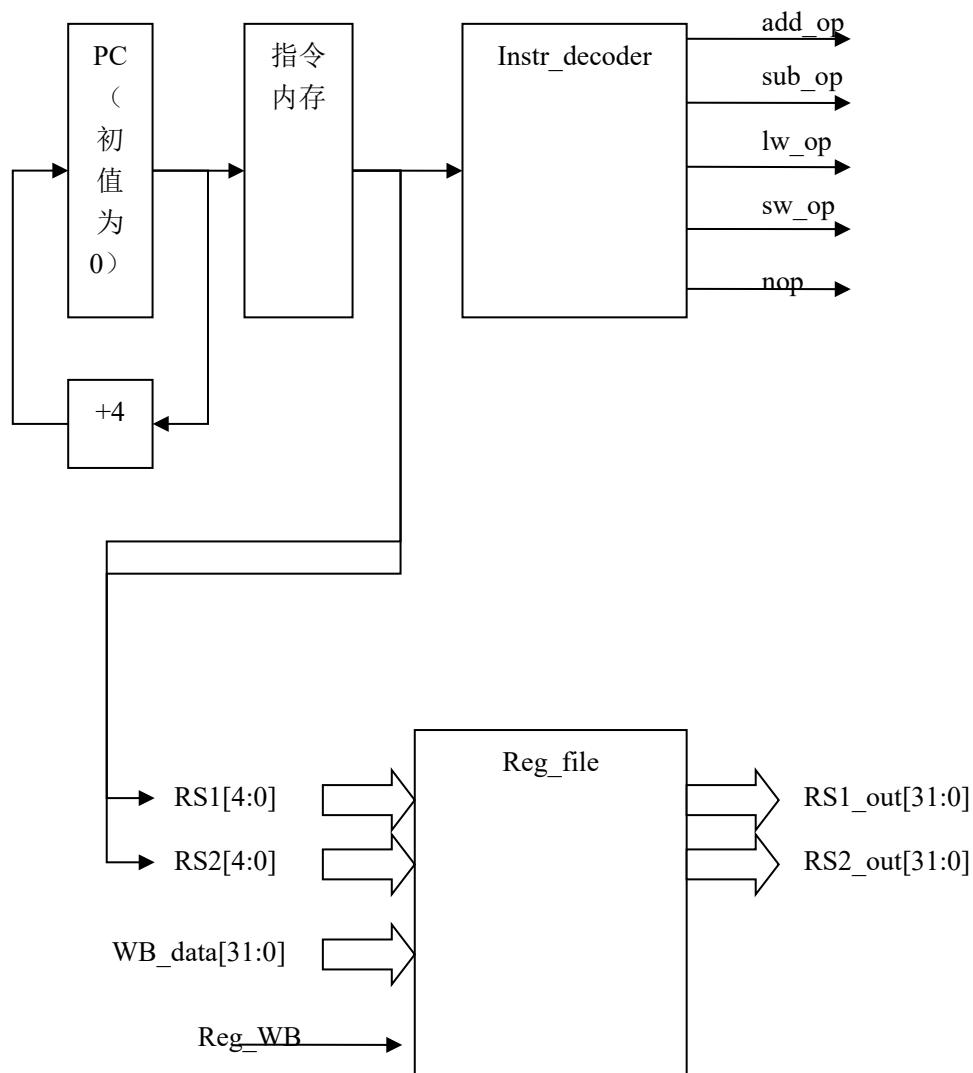 PC
（
初
值
为
0）
指令
内存
Instr_decoder
add_op
sub_op
lw_op
sw_op
nop
+4
Reg_file
RS1[4:0]
RS1_out[31:0]
RS2[4:0]
RS2_out[31:0]
WB_data[31:0]
Reg_WB